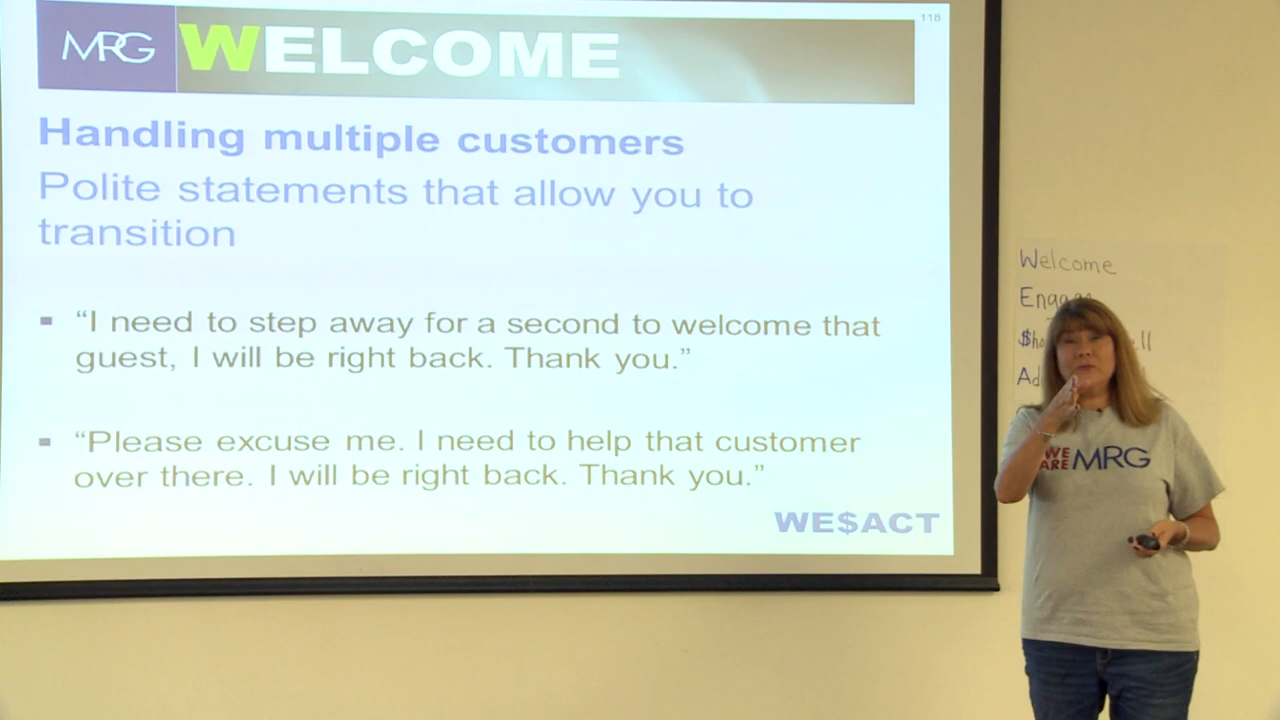 118
MRG
WELCOME
Handling multiple customers
Polite statements that allow you to
transition
“I need to step away for a second to welcome that
guest, I will be right back. Thank you.”
“Please excuse me. I need to help that customer
over there. I will be right back. Thank you.”
WE$ACT
Welcome
WE
ARE MRG